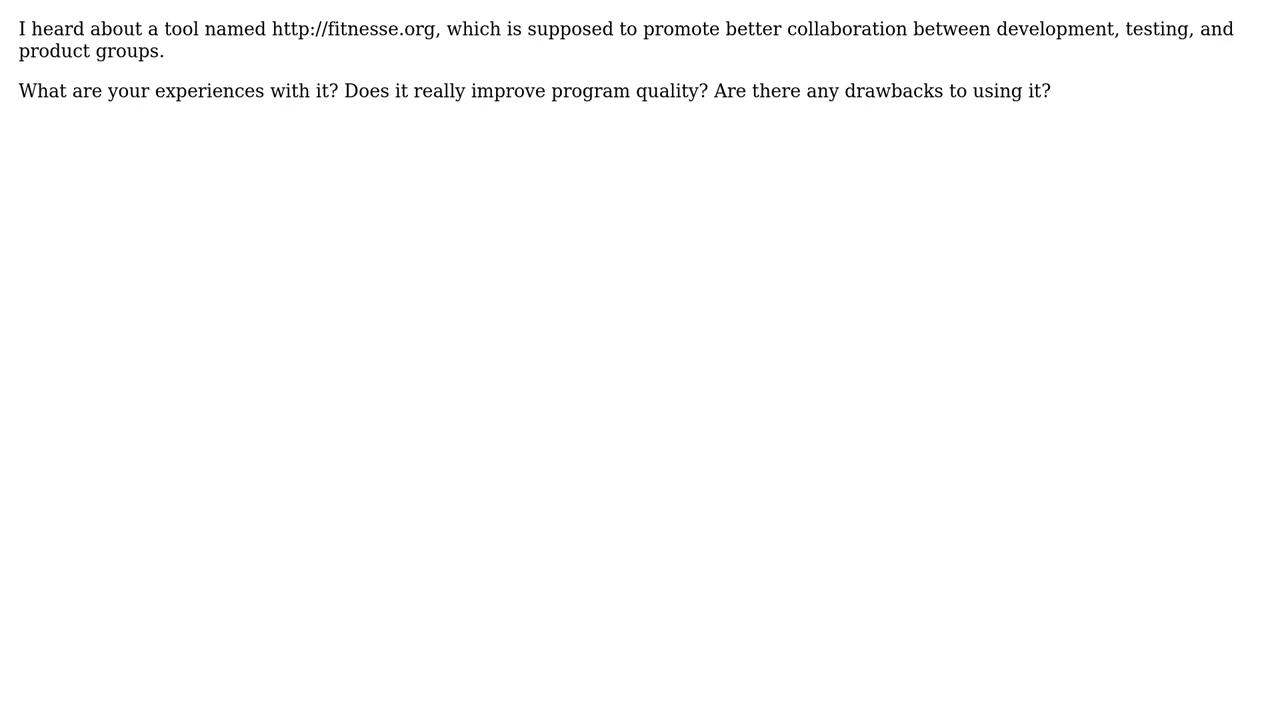 I heard about a tool named http://fitnesse.org, which is supposed to promote better collaboration between development, testing, and
product groups.
What are your experiences with it? Does it really improve program quality? Are there any drawbacks to using it?